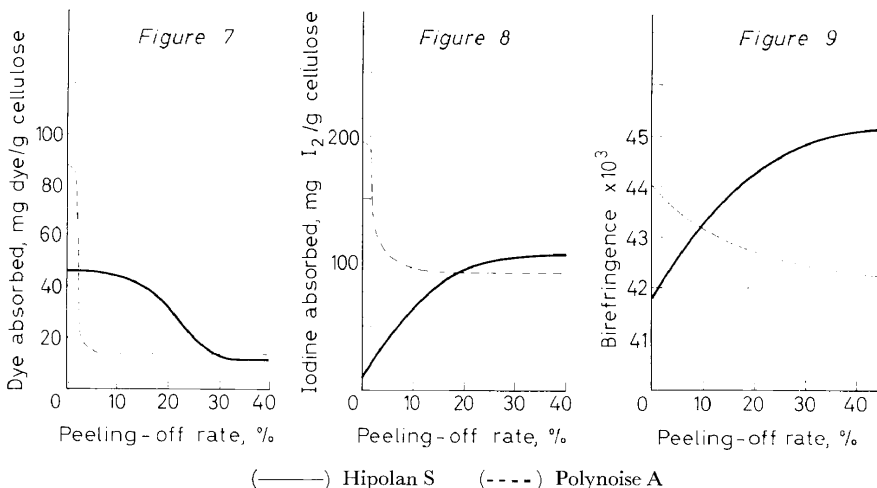 Figure 7
Dye absorbed, mg dye/g cellulose
100
80
60
40
20
0
10
20
30
40
Peeling-off rate, %
Figure 8
Iodine absorbed, mg I2/g cellulose
200
100
0
10
20
30
40
Peeling-off rate, %
Figure 9
Birefringence ×10³
45
44
43
42
41
0
10
20
30
40
Peeling-off rate, %
(——) Hipolan S (----) Polynoise A